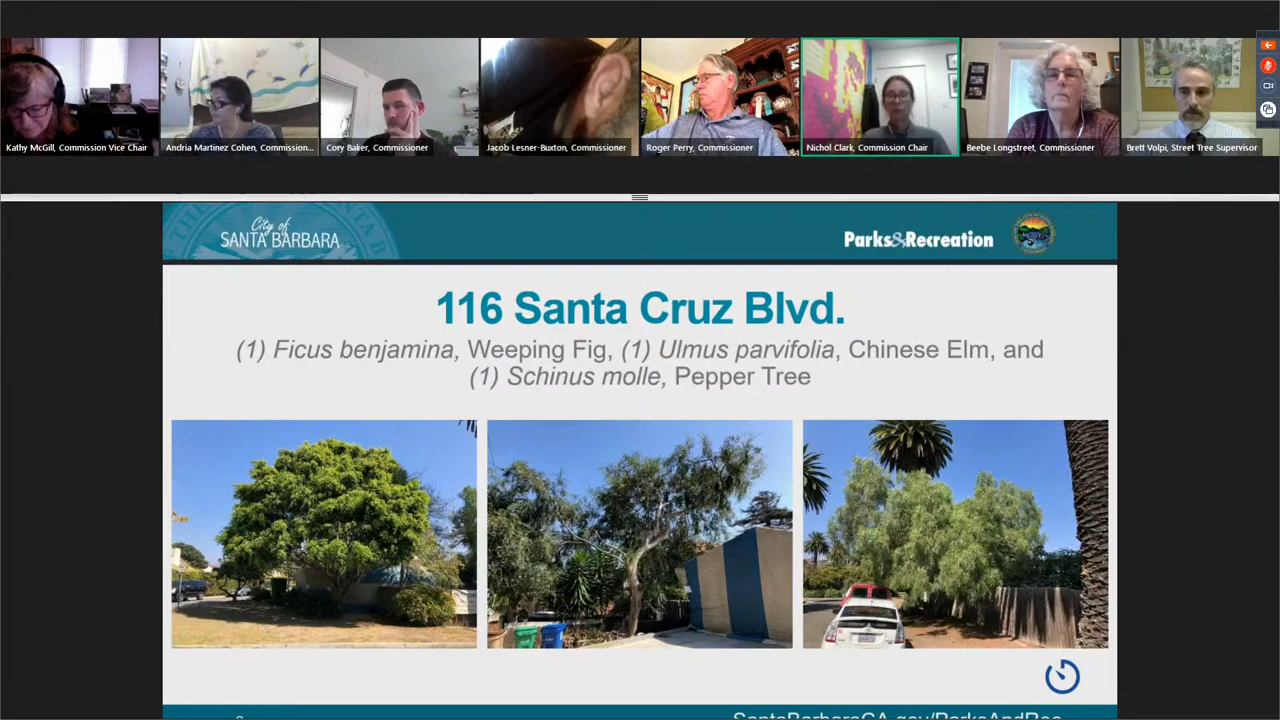 Kathy McGill, Commission Vice Chair
Andria Martinez Cohen, Commission...
Cory Baker, Commissioner
Jacob Lesner-Buxton, Commissioner
Roger Perry, Commissioner
Nichol Clark, Commission Chair
Beebe Longstreet, Commissioner
Brett Volpi, Street Tree Supervisor
City of
SANTA BARBARA
Parks&Recreation
116 Santa Cruz Blvd.
(1) Ficus benjamina, Weeping Fig, (1) Ulmus parvifolia, Chinese Elm, and
(1) Schinus molle, Pepper Tree
SantaBarbaraCA.gov/ParksAndRec